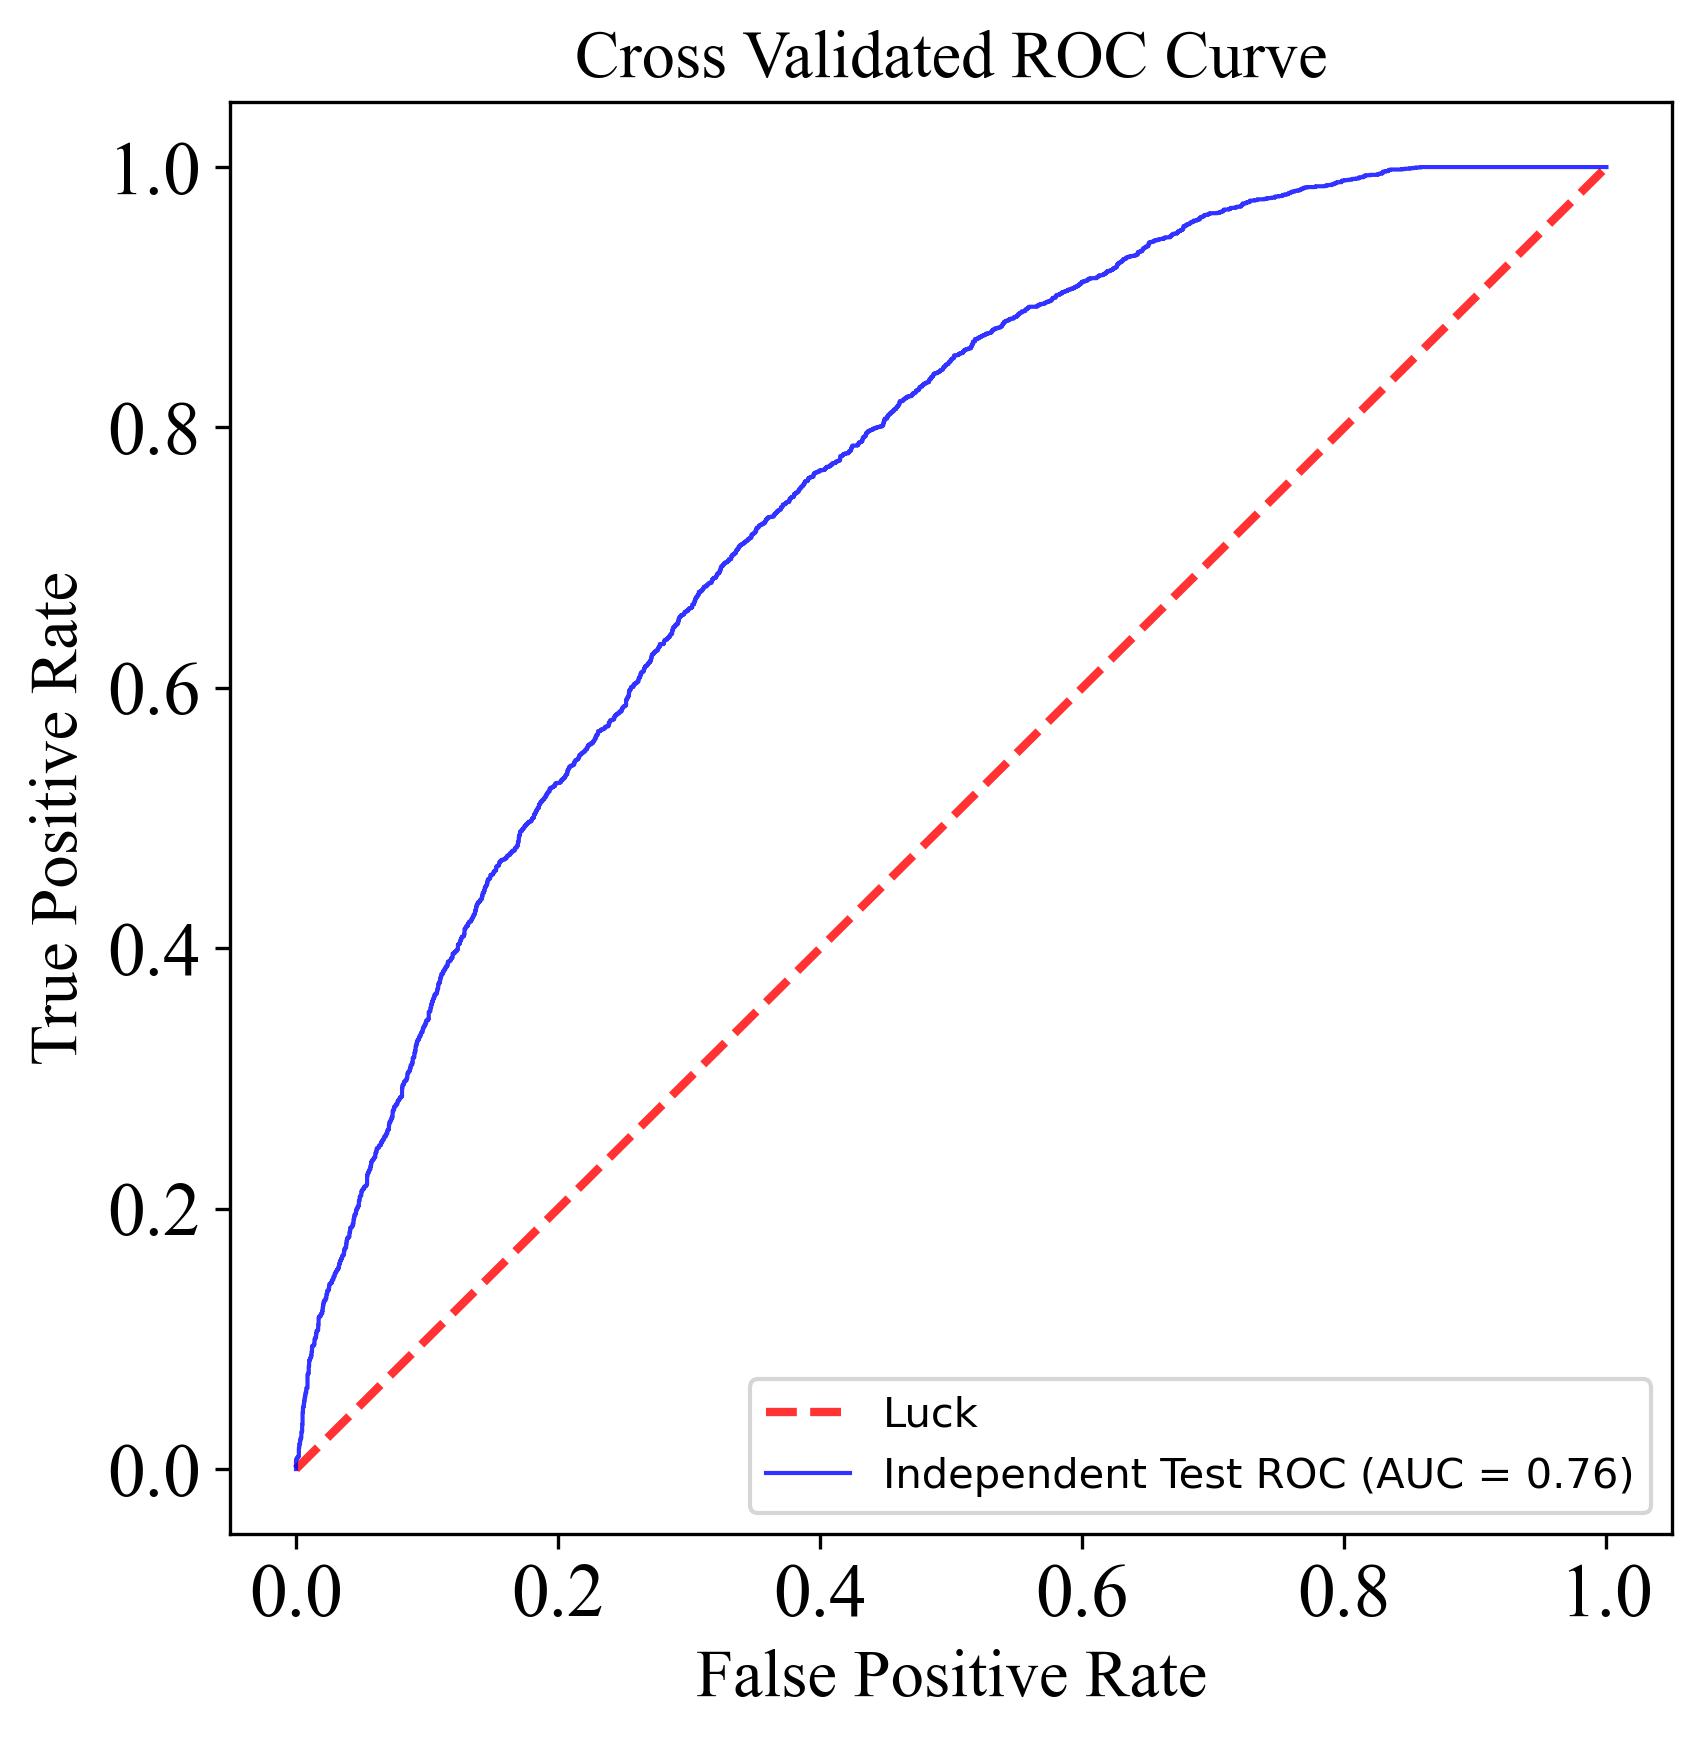 Cross Validated ROC Curve
1.0
0.8
0.6
0.4
0.2
0.0
True Positive Rate
Luck
Independent Test ROC (AUC = 0.76)
0.0 0.2 0.4 0.6 0.8 1.0
False Positive Rate